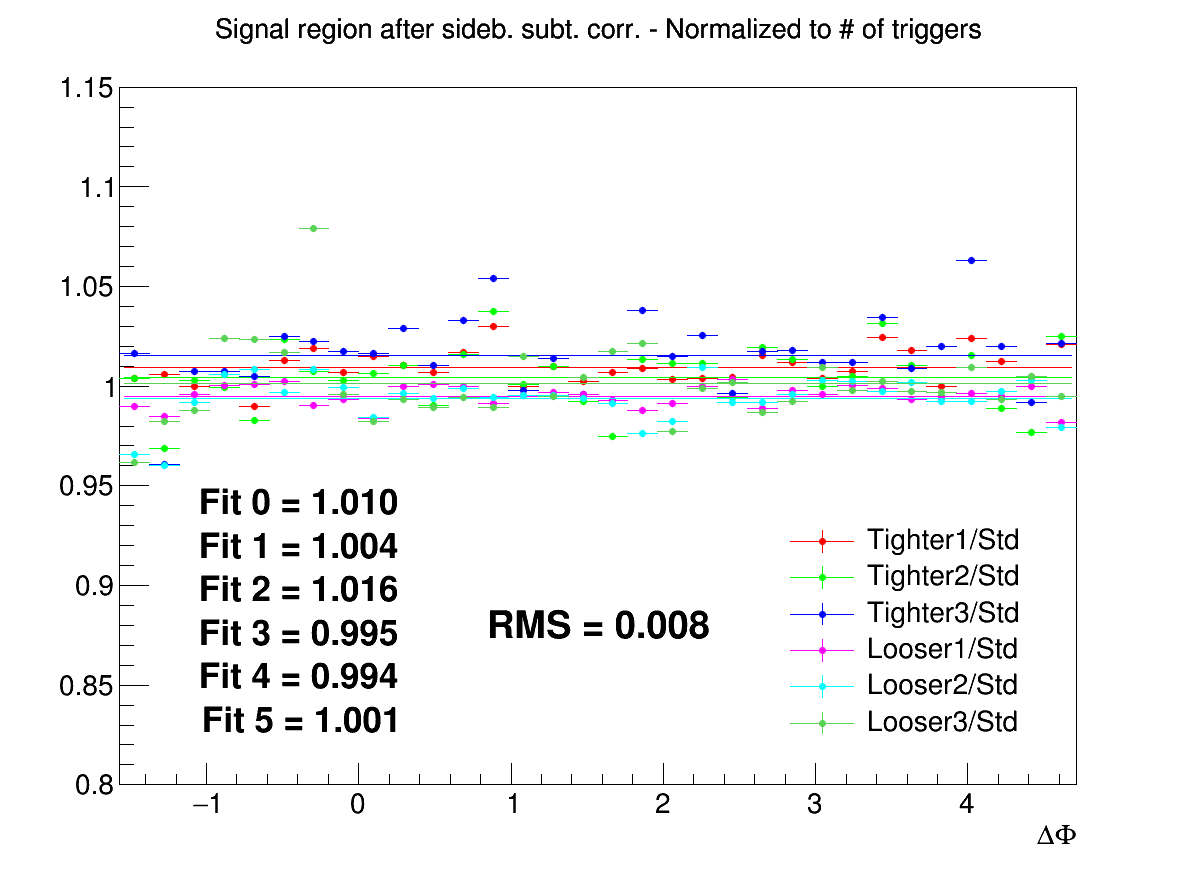 Signal region after sideb. subt. corr. - Normalized to # of triggers
1.15
1.1
1.05
1
0.95
0.9
0.85
0.8
Fit 0 = 1.010
Fit 1 = 1.004
Fit 2 = 1.016
Fit 3 = 0.995
Fit 4 = 0.994
Fit 5 = 1.001
RMS = 0.008
Tighter1/Std
Tighter2/Std
Tighter3/Std
Looser1/Std
Looser2/Std
Looser3/Std
−1 0 1 2 3 4
ΔΦ